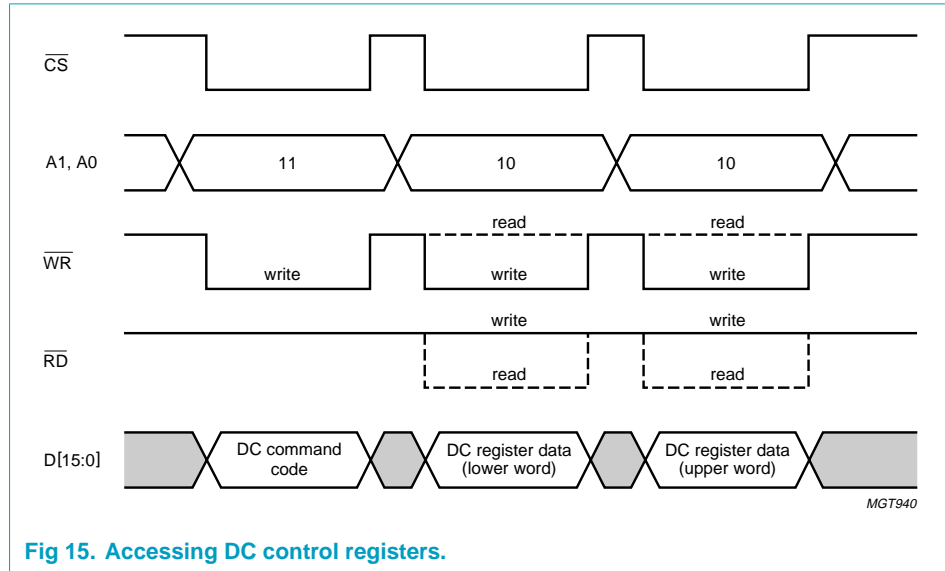 CS
A1, A0
11
10
10
read
read
WR
write
write
write
write
write
RD
read
read
D[15:0]
DC command
code
DC register data
(lower word)
DC register data
(upper word)
MGT940
Fig 15. Accessing DC control registers.